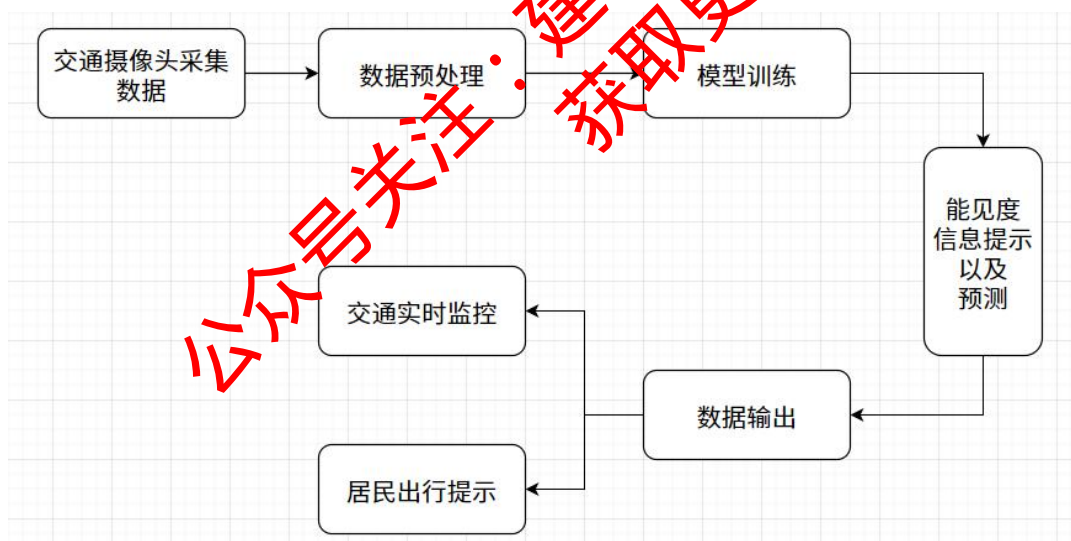 交通摄像头采集
数据
数据预处理
模型训练
能见度
信息提示
以及
预测
数据输出
交通实时监控
居民出行提示
公众号关注：建
获取更